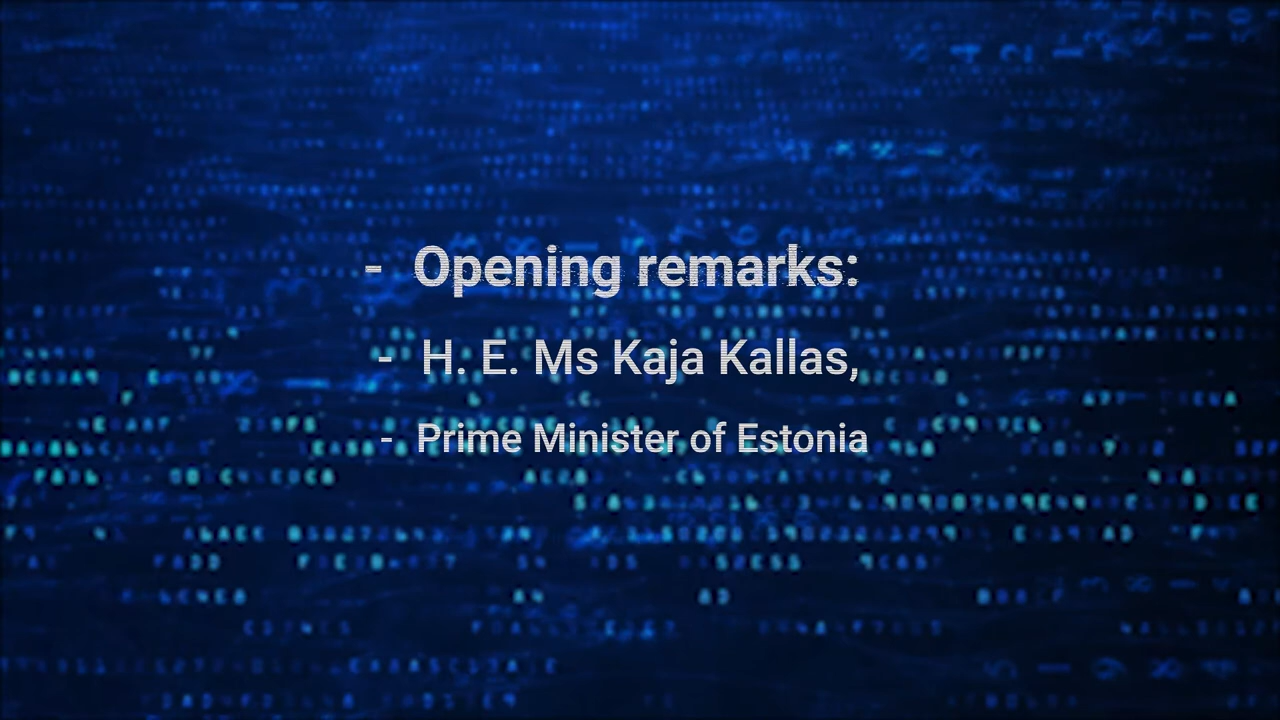 - Opening remarks:
- H. E. Ms Kaja Kallas,
- Prime Minister of Estonia